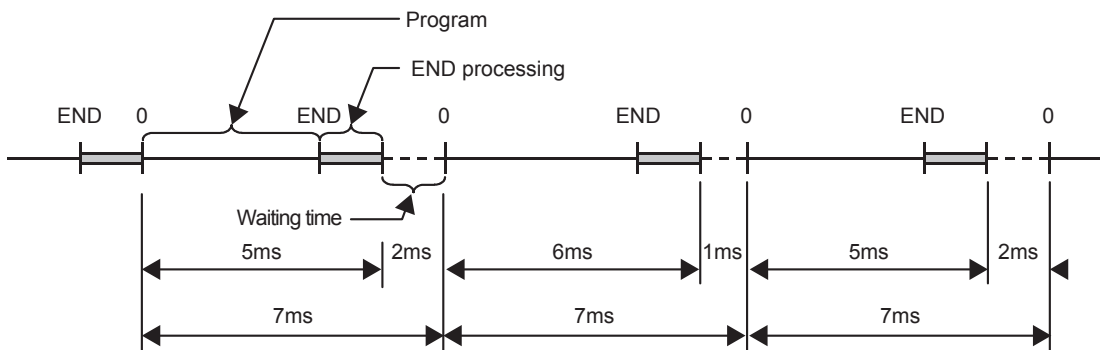 Program
END processing
END 0 END 0 END 0 END 0
Waiting time
5ms 2ms 6ms 1ms 5ms 2ms
7ms 7ms 7ms